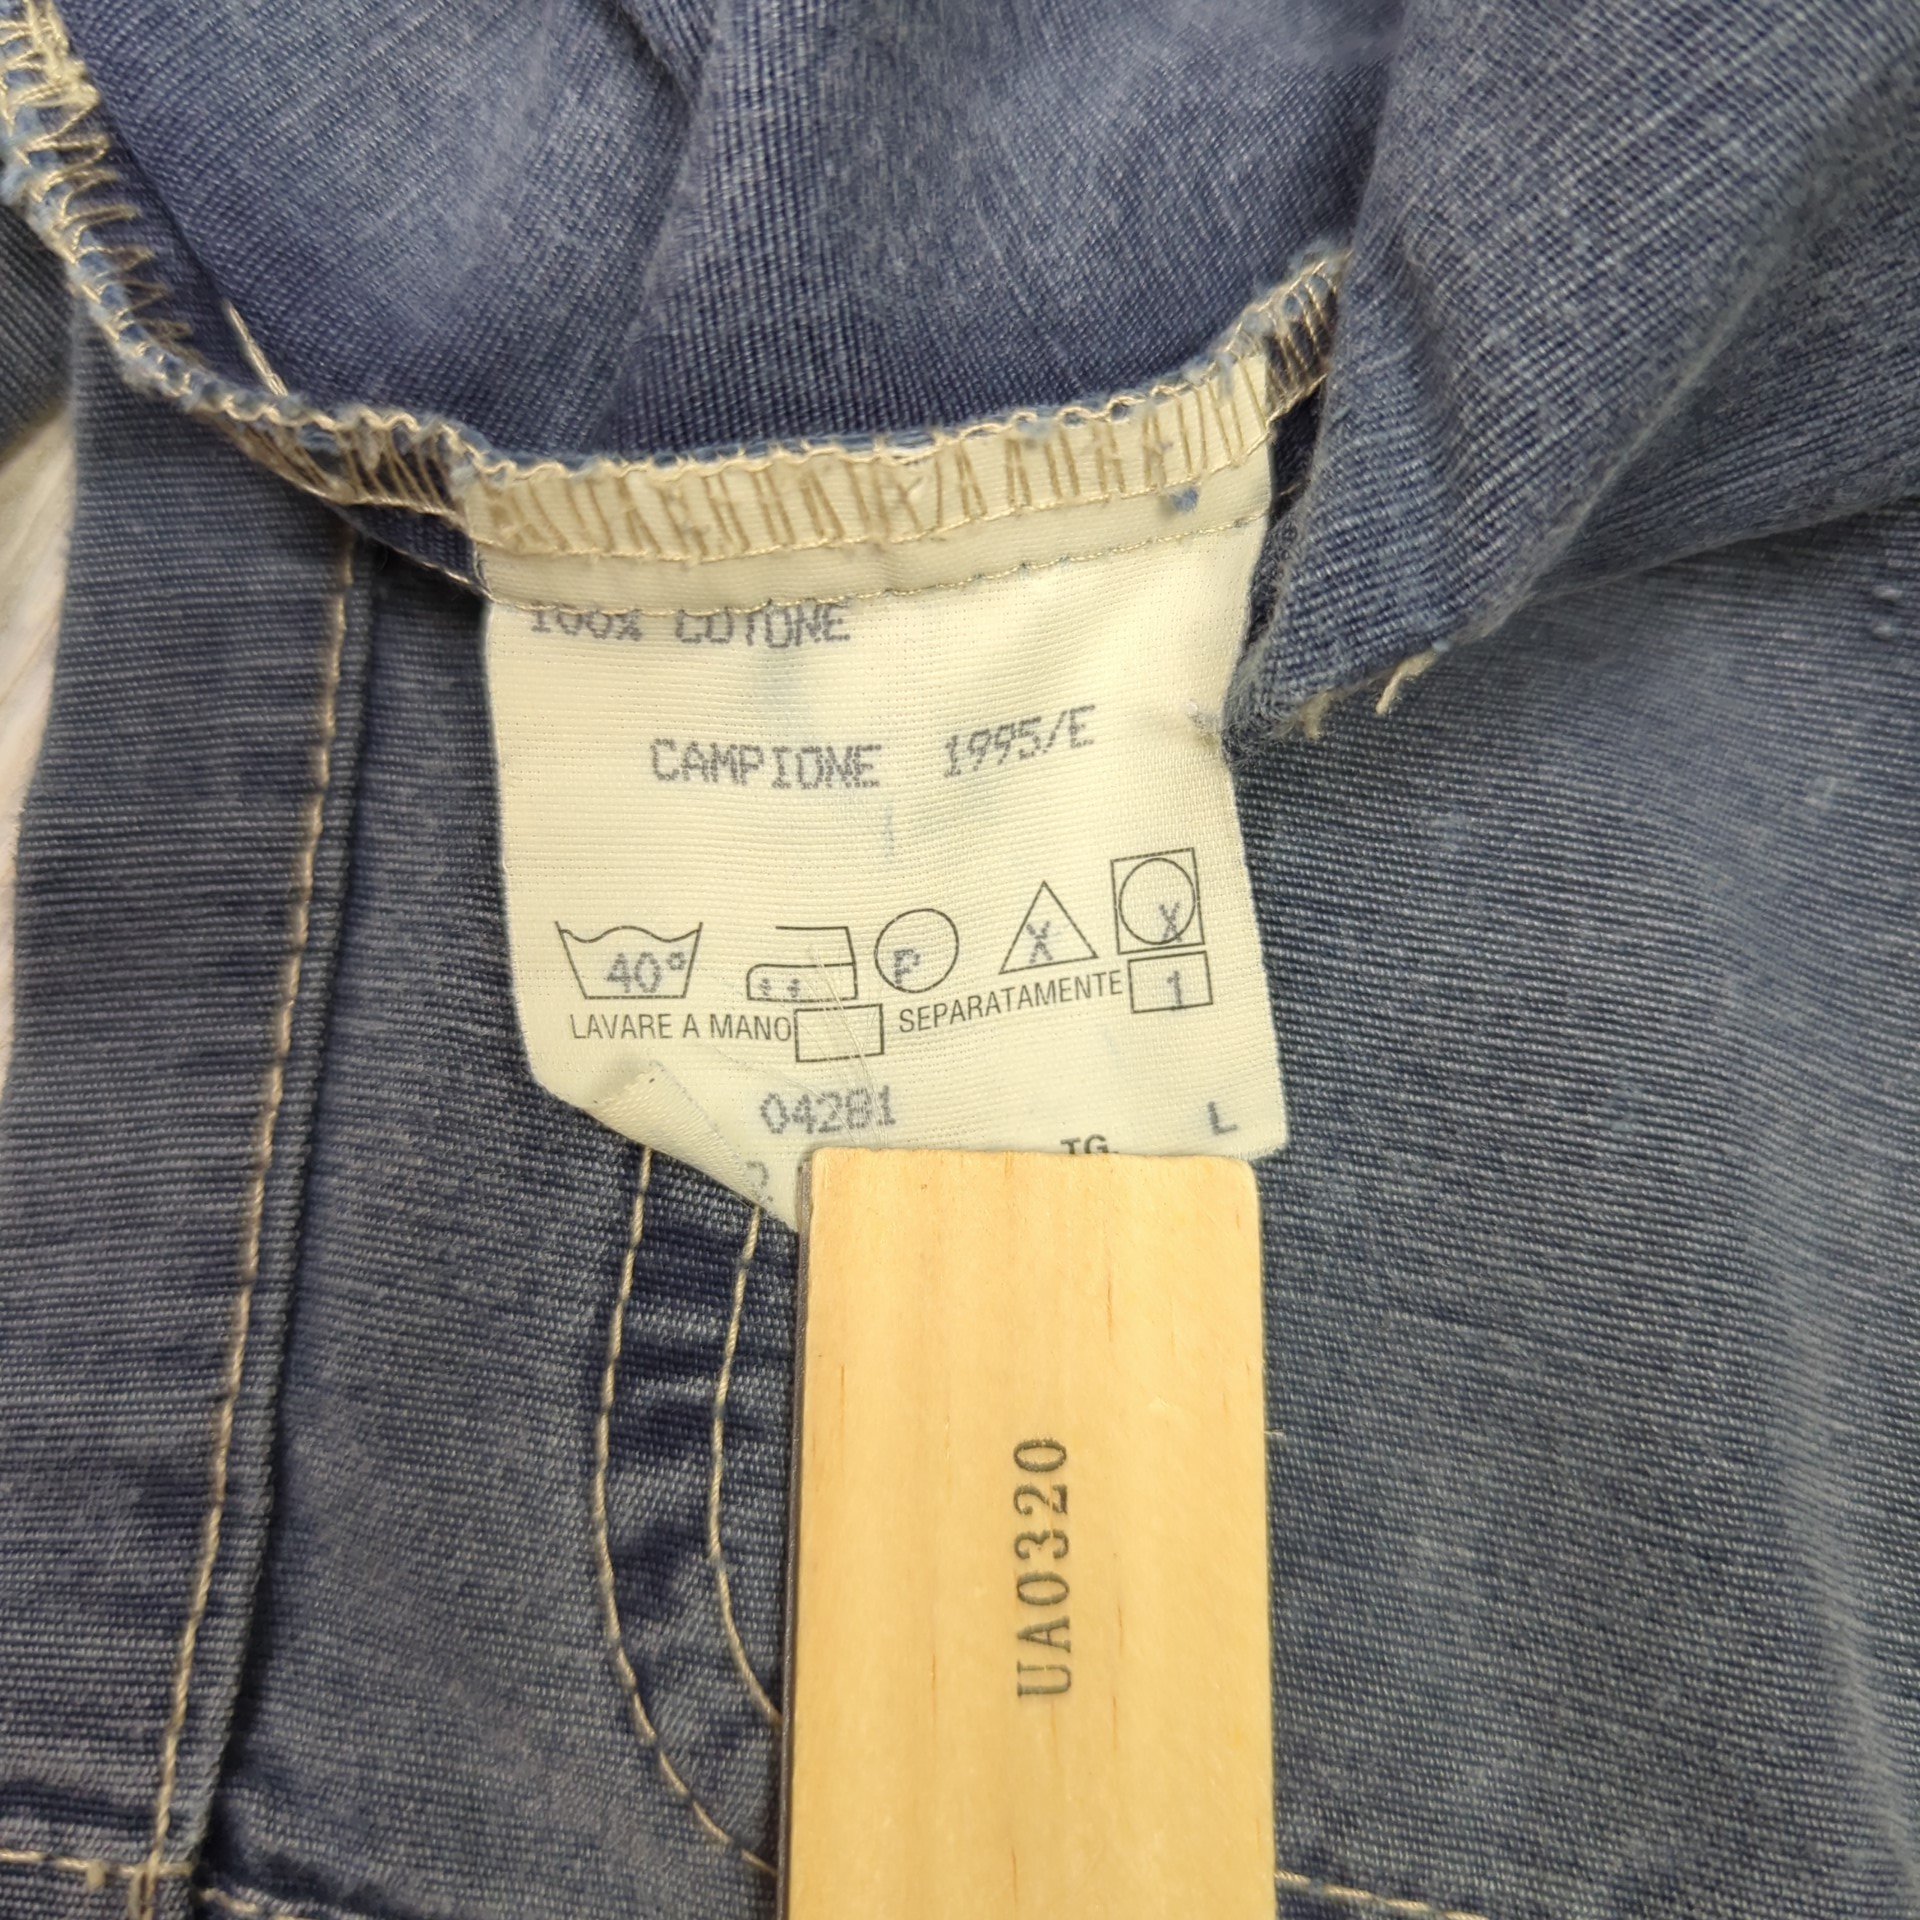 100% COTONE
CAMPIONE 1995/E
40° P X X
LAVARE A MANO SEPARATAMENTE 1
04281
TG. L
UA0320